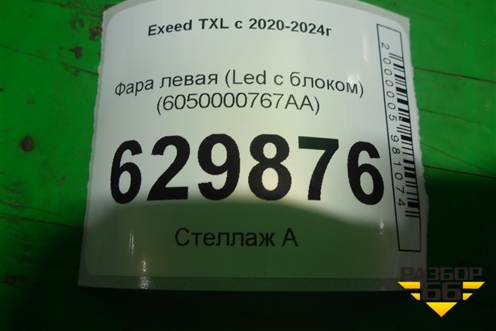 Exeed TXL с 2020-2024г
Фара левая (Led с блоком)
(6050000767AA)
629876
Стеллаж А
2000005981074
РАЗБОР
66